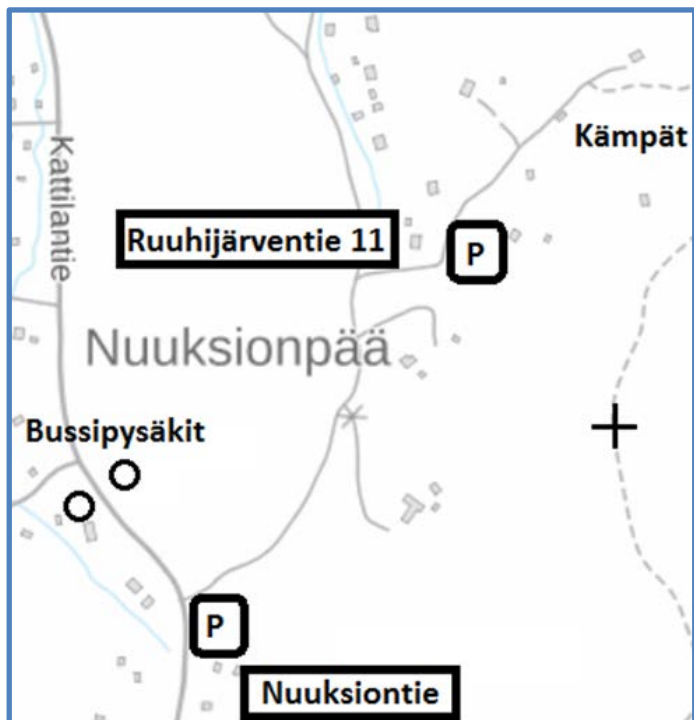 Kämpät
Kattilantie
Ruuhijärventie 11
P
Nuuksionpää
Bussipysäkit
P
Nuuksiontie